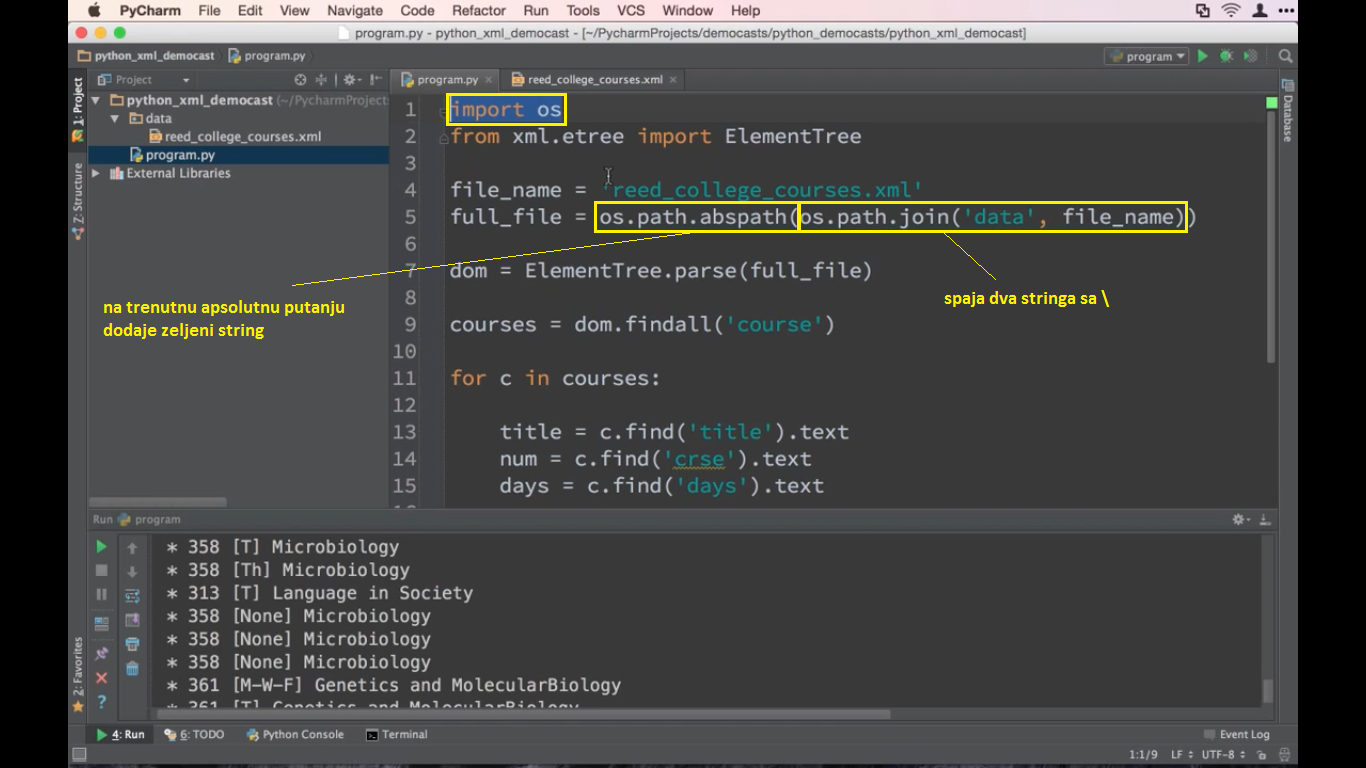 PyCharm File Edit View Navigate Code Refactor Run Tools VCS Window Help
program.py - python_xml_democast - [~/PycharmProjects/democasts/python_democasts/python_xml_democast]
python_xml_democast program.py program
1: Project
Z: Structure
2: Favorites
Database
Project
python_xml_democast (~/PycharmProject
data
reed_college_courses.xml
program.py
External Libraries
program.py reed_college_courses.xml
1 import os
2 from xml.etree import ElementTree
3
4 file_name = 'reed_college_courses.xml'
5 full_file = os.path.abspath(os.path.join('data', file_name))
6
7 dom = ElementTree.parse(full_file)
8
9 courses = dom.findall('course')
10
11 for c in courses:
12
13 title = c.find('title').text
14 num = c.find('crse').text
15 days = c.find('days').text
na trenutnu apsolutnu putanju
dodaje zeljeni string
spaja dva stringa sa \
Run program
* 358 [T] Microbiology
* 358 [Th] Microbiology
* 313 [T] Language in Society
* 358 [None] Microbiology
* 358 [None] Microbiology
* 358 [None] Microbiology
* 361 [M-W-F] Genetics and MolecularBiology
* 361 [T] Genetics and MolecularBiology
4: Run 6: TODO Python Console Terminal Event Log
1:1/9 LF UTF-8